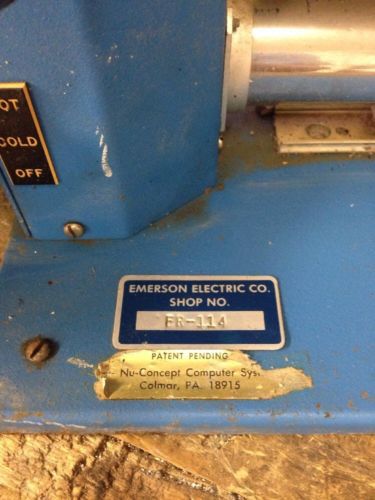 OT
COLD
OFF
EMERSON ELECTRIC CO.
SHOP NO.
FR-114
PATENT PENDING
Nu-Concept Computer Sys
Colmar, PA. 18915